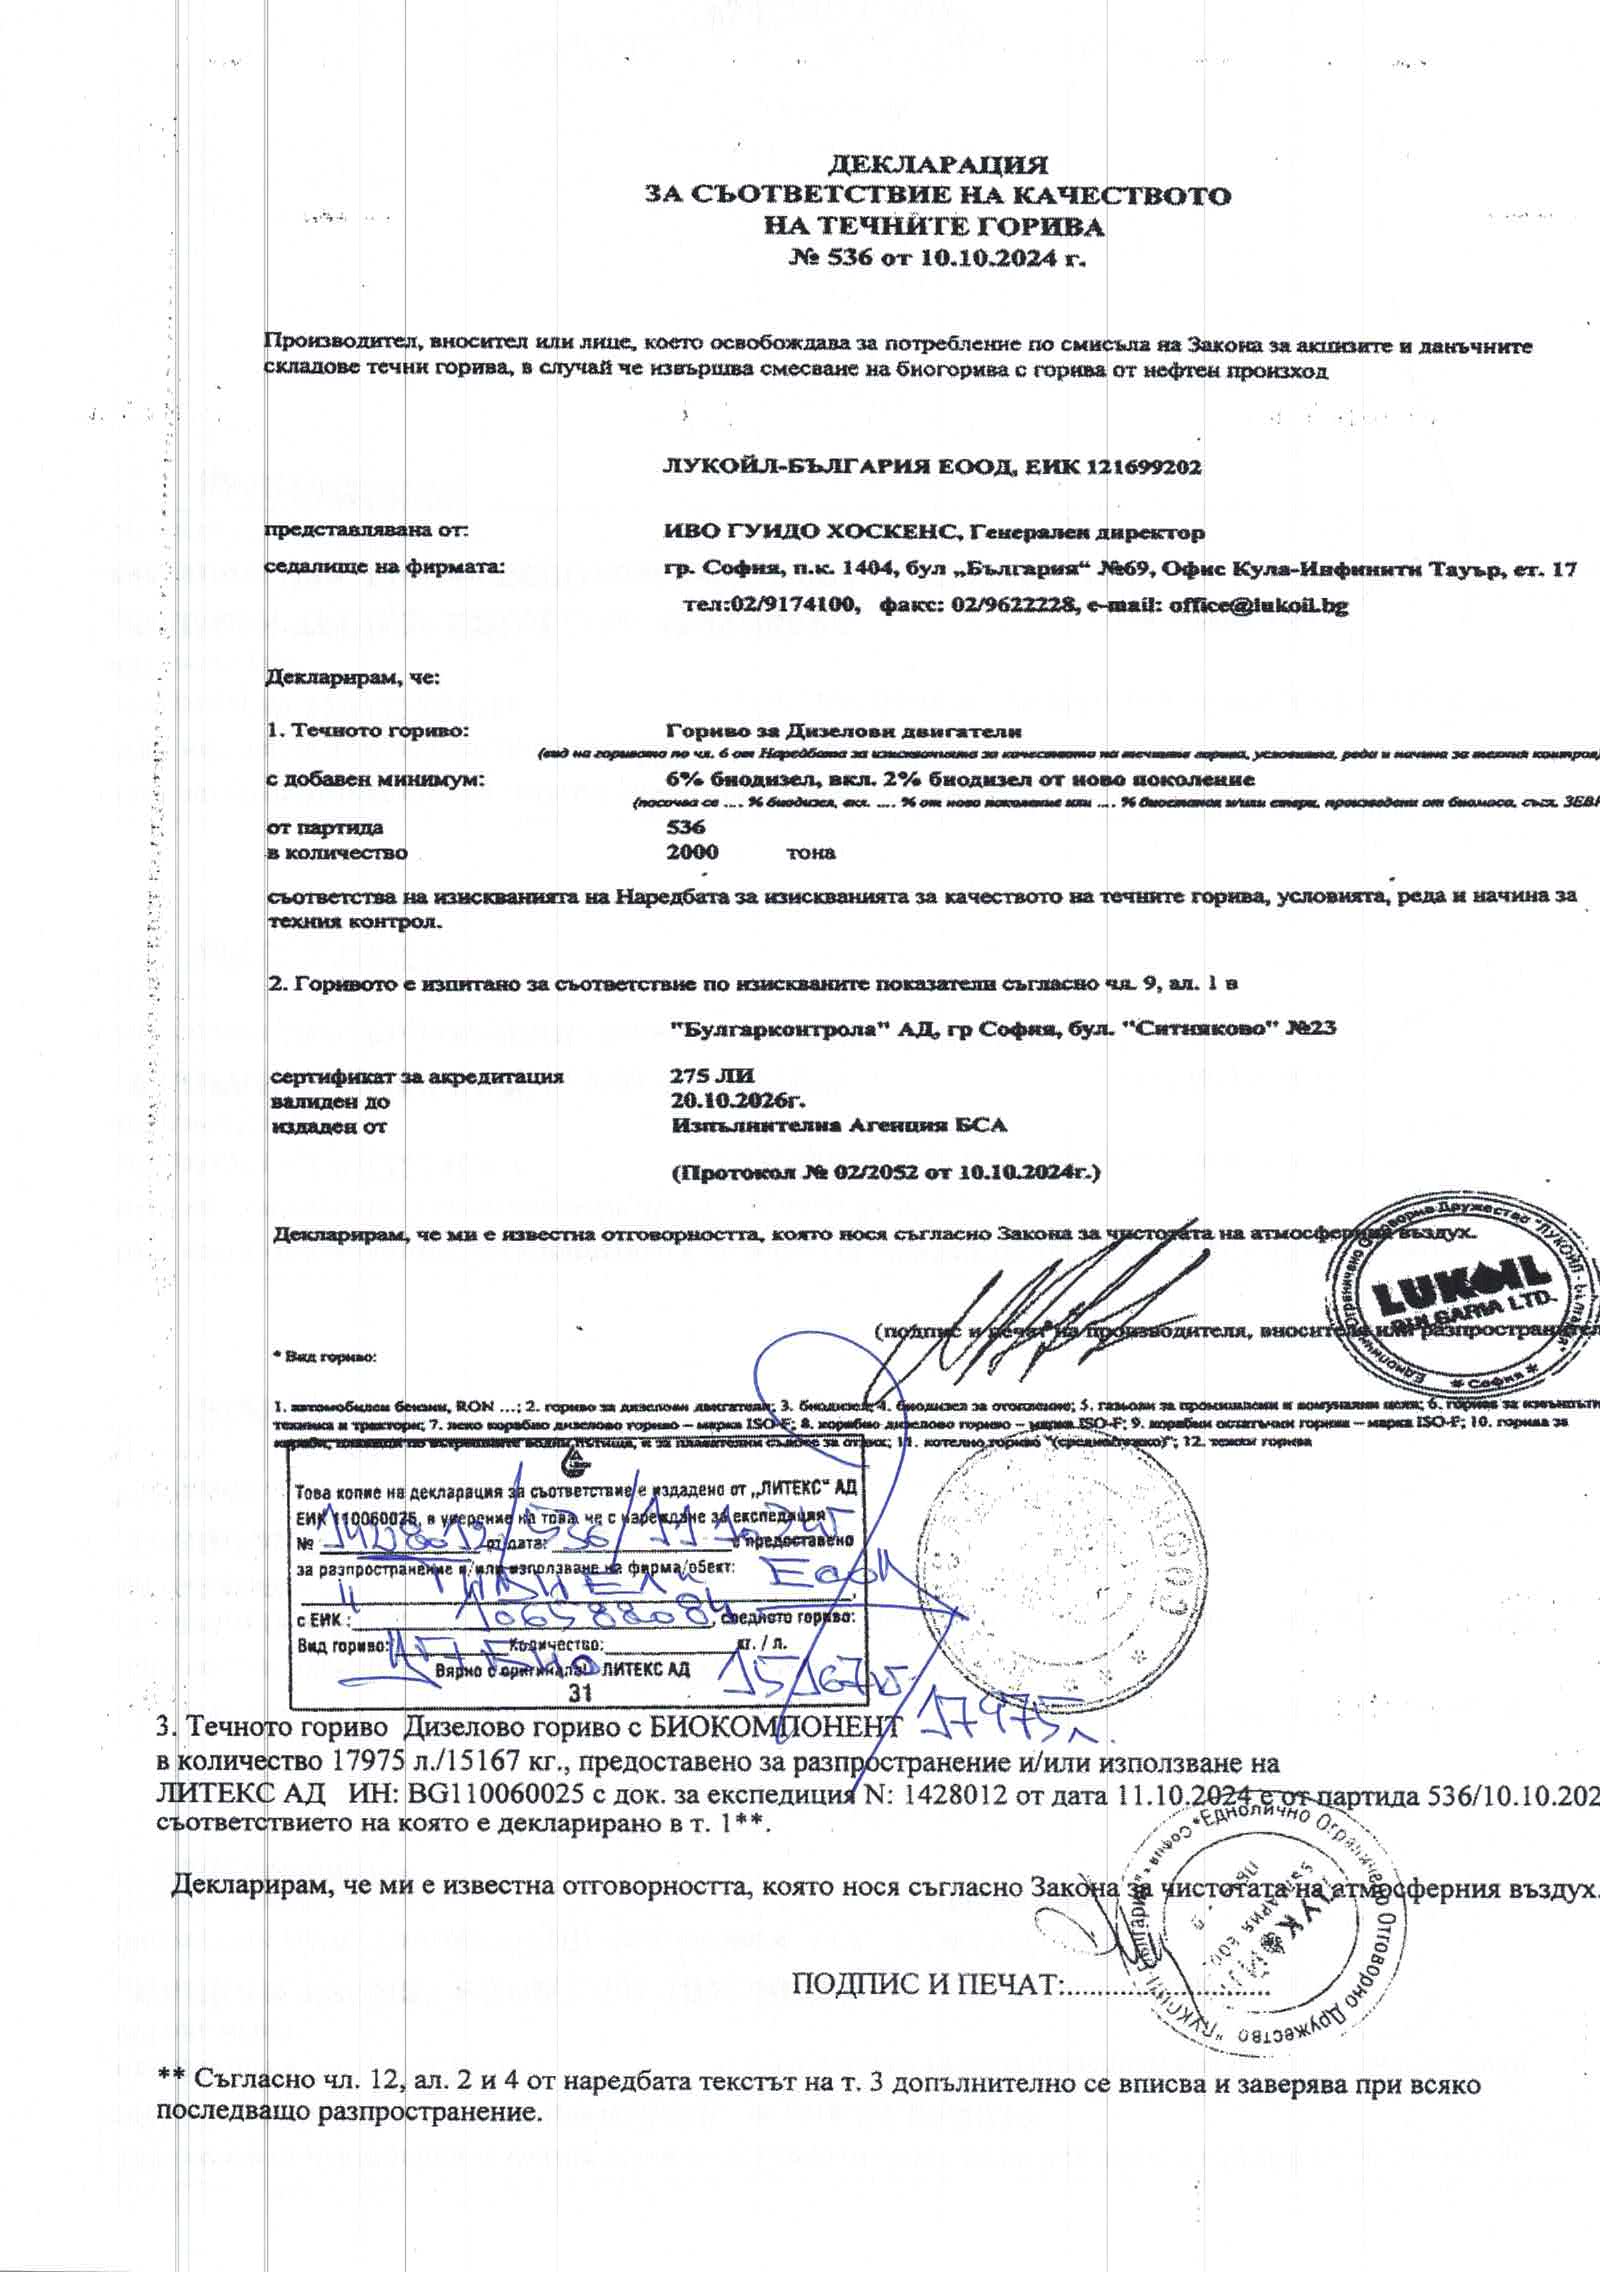 ДЕКЛАРАЦИЯ
ЗА СЪОТВЕТСТВИЕ НА КАЧЕСТВОТО
НА ТЕЧНИТЕ ГОРИВА
№ 536 от 10.10.2024 г.
Производител, вносител или лице, което освобождава за потребление по смисъла на Закона за акцизите и данъчните
складове течни горива, в случай че извършва смесване на биогорива с горива от нефтен произход
ЛУКОЙЛ-БЪЛГАРИЯ ЕООД, ЕИК 121699202
представлявана от: ИВО ГУИДО ХОСКЕНС, Генерален директор
седалище на фирмата: гр. София, п.к. 1404, бул „България“ №69, Офис Кула-Инфинити Тауър, ет. 17
тел:02/9174100, факс: 02/9622228, e-mail: office@lukoil.bg
Декларирам, че:
1. Течното гориво: Гориво за Дизелови двигатели
(вид на горивото по чл. 6 от Наредбата за изискванията за качеството на течните горива, условията, реда и начина за техния контрол)
с добавен минимум: 6% биодизел, вкл. 2% биодизел от ново поколение
(посочва се .... % биодизел, вкл. .... % от ново поколение или .... % биоетанол и/или етери, произведени от биомаса, съгл. ЗЕВИ
от партида 536
в количество 2000 тона
съответства на изискванията на Наредбата за изискванията за качеството на течните горива, условията, реда и начина за
техния контрол.
2. Горивото е изпитано за съответствие по изискваните показатели съгласно чл. 9, ал. 1 в
"Булгарконтрола" АД, гр София, бул. "Ситняково" №23
сертификат за акредитация 275 ЛИ
валиден до 20.10.2026г.
издаден от Изпълнителна Агенция БСА
(Протокол № 02/2052 от 10.10.2024г.)
Декларирам, че ми е известна отговорността, която нося съгласно Закона за чистотата на атмосферния въздух.
Еднолично Ограничено Отговорно Дружество "ЛУКОЙЛ - България" * София *
LUKOIL
BULGARIA LTD.
(подпис и печат на производителя, вносителя или разпространителя
* Вид гориво:
1. автомобилен бензин, RON ...; 2. гориво за дизелови двигатели; 3. биодизел; 4. биодизел за отопление; 5. газьоли за промишлени и комунални цели; 6. горива за извънпътна
техника и трактори; 7. леко корабно дизелово гориво – марка ISO-F; 8. корабно дизелово гориво – марка ISO-F; 9. корабни остатъчни горива – марка ISO-F; 10. горива за
кораби, плаващи по вътрешните водни пътища, и за плавателни съдове за отдих; 11. котелно гориво "(средно/тежко)"; 12. тежки горива
Това копие на декларация за съответствие е издадено от „ЛИТЕКС“ АД
ЕИК 110060025, в уверение на това, че с нареждане за експедиция
№ 1428012/536/11.10.24г от дата: е предоставено
за разпространение и/или използване на фирма/обект:
ЕООД
с ЕИК : 106588084, следното гориво:
Вид гориво: Количество: кг. / л.
Вярно с оригинала! ЛИТЕКС АД 15167кг
31
17975л.
3. Течното гориво Дизелово гориво с БИОКОМПОНЕНТ
в количество 17975 л./15167 кг., предоставено за разпространение и/или използване на
ЛИТЕКС АД ИН: BG110060025 с док. за експедиция N: 1428012 от дата 11.10.2024 е от партида 536/10.10.202
съответствието на която е декларирано в т. 1**.
Декларирам, че ми е известна отговорността, която нося съгласно Закона за чистотата на атмосферния въздух.
ПОДПИС И ПЕЧАТ:...........................
** Съгласно чл. 12, ал. 2 и 4 от наредбата текстът на т. 3 допълнително се вписва и заверява при всяко
последващо разпространение.